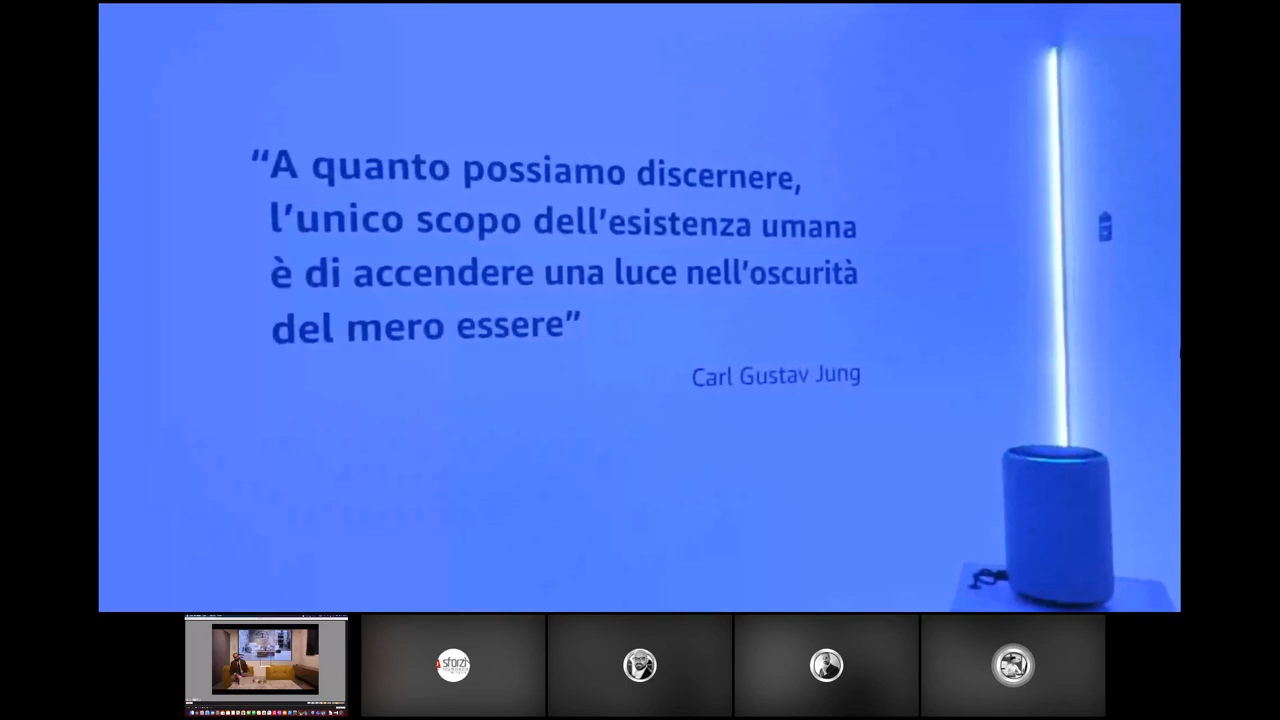 “A quanto possiamo discernere,
l’unico scopo dell’esistenza umana
è di accendere una luce nell’oscurità
del mero essere”
Carl Gustav Jung
sforzi